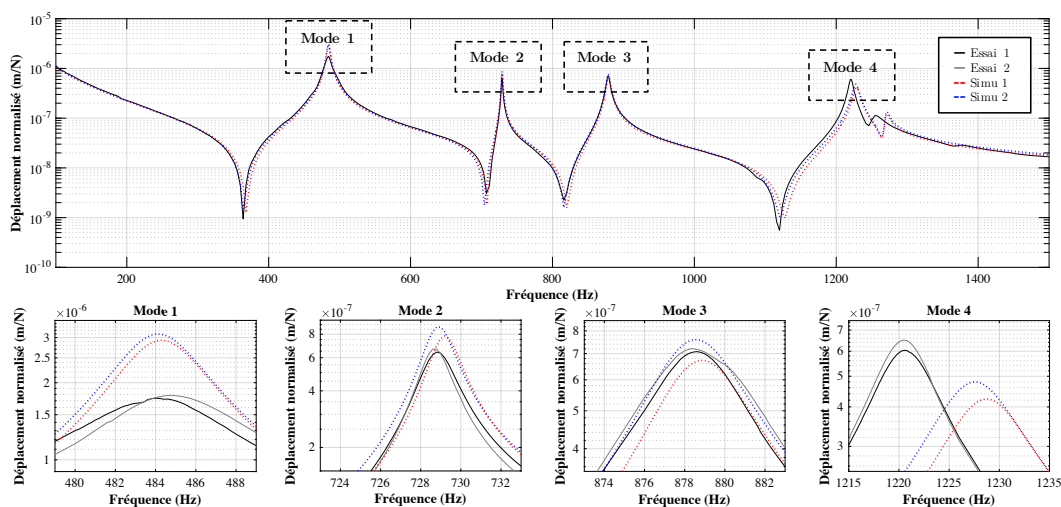 Déplacement normalisé (m/N)
10^-5
10^-6
10^-7
10^-8
10^-9
10^-10
Mode 1
Mode 2
Mode 3
Mode 4
Essai 1
Essai 2
Simu 1
Simu 2
200
400
600
800
1000
1200
1400
Fréquence (Hz)
Mode 1
×10^-6
Déplacement normalisé (m/N)
3
2.5
2
1.5
1
480
482
484
486
488
Fréquence (Hz)
Mode 2
×10^-7
Déplacement normalisé (m/N)
8
6
4
2
724
726
728
730
732
Fréquence (Hz)
Mode 3
×10^-7
Déplacement normalisé (m/N)
8
7
6
5
4
874
876
878
880
882
Fréquence (Hz)
Mode 4
×10^-7
Déplacement normalisé (m/N)
7
6
5
4
3
1215
1220
1225
1230
1235
Fréquence (Hz)